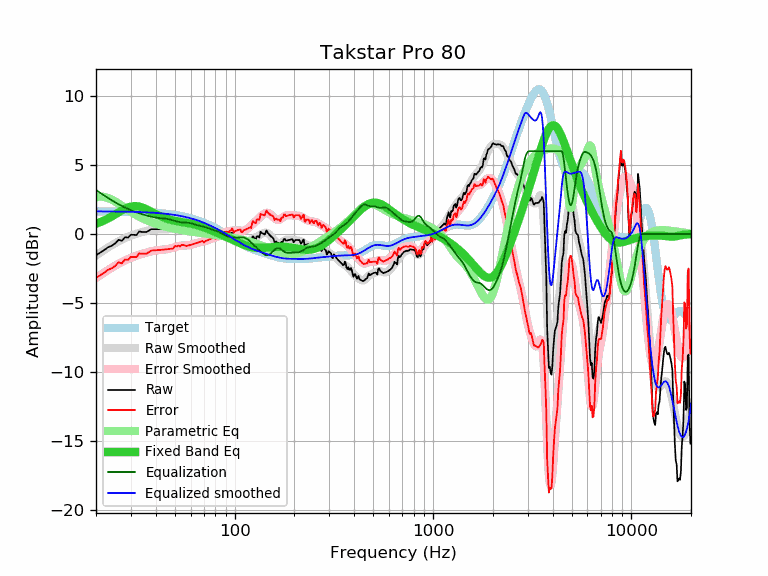 Takstar Pro 80
10
5
0
−5
−10
−15
−20
Amplitude (dBr)
Target
Raw Smoothed
Error Smoothed
Raw
Error
Parametric Eq
Fixed Band Eq
Equalization
Equalized smoothed
100 1000 10000
Frequency (Hz)